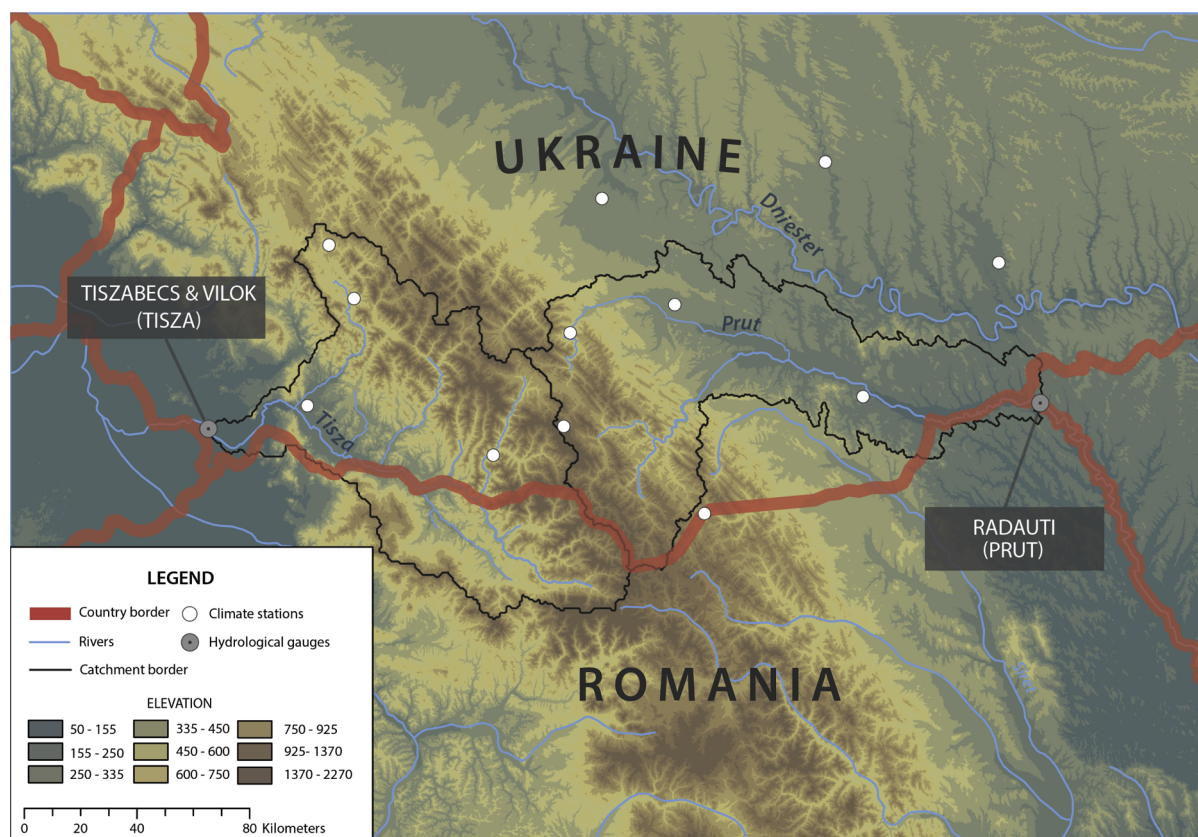 UKRAINE
Dniester
TISZABECS & VILOK
(TISZA)
Prut
Tisza
RADAUTI
(PRUT)
ROMANIA
LEGEND
Country border
Climate stations
Rivers
Hydrological gauges
Catchment border
ELEVATION
50 - 155
335 - 450
750 - 925
155 - 250
450 - 600
925- 1370
250 - 335
600 - 750
1370 - 2270
0 20 40 80 Kilometers